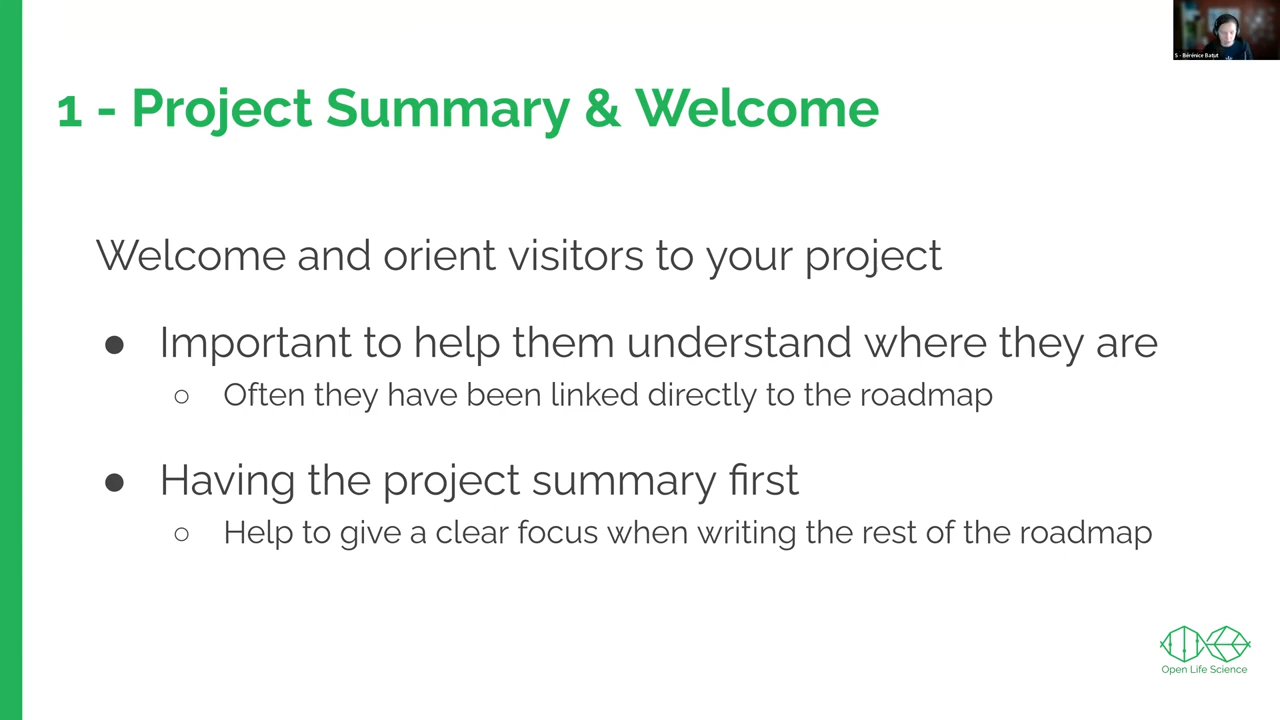 S - Bérénice Batut
1 - Project Summary & Welcome
Welcome and orient visitors to your project
● Important to help them understand where they are
○ Often they have been linked directly to the roadmap
● Having the project summary first
○ Help to give a clear focus when writing the rest of the roadmap
Open Life Science